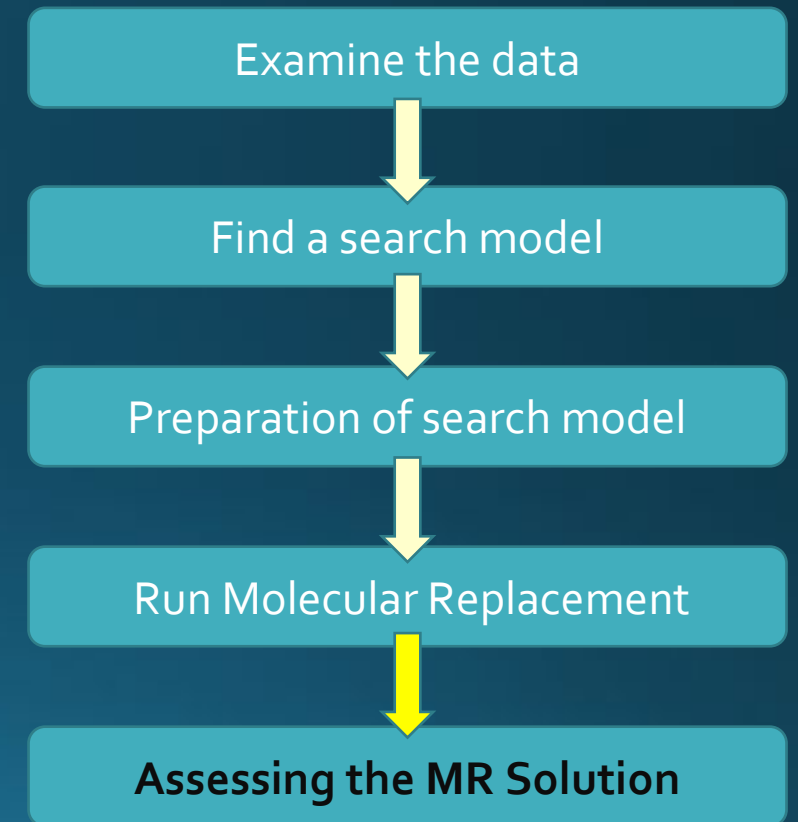 Examine the data
Find a search model
Preparation of search model
Run Molecular Replacement
Assessing the MR Solution